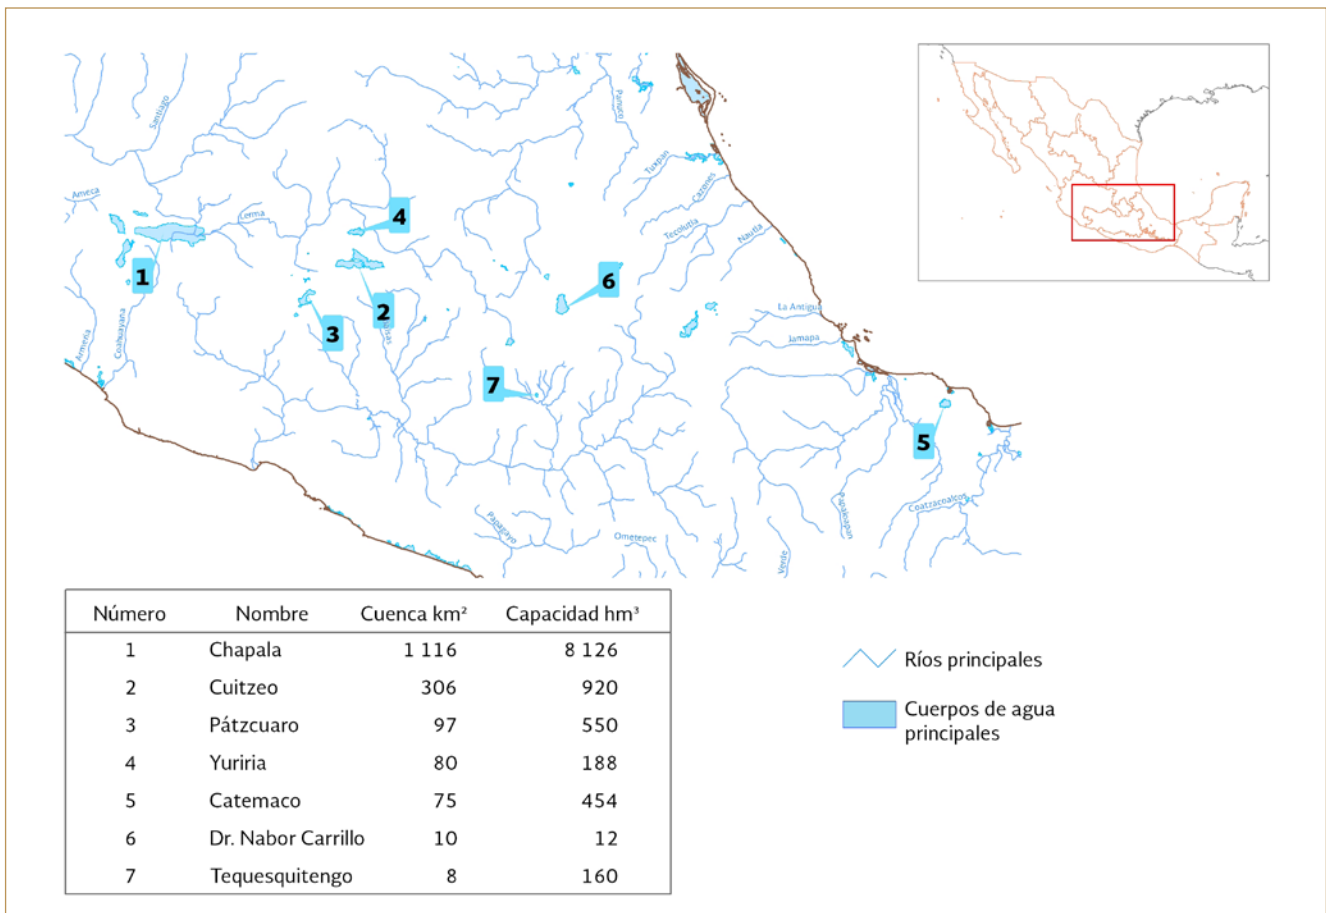 Santiago
Pánuco
Ameca
Tuxpan
Cazones
Lerma
4
Tecolutla
Nautla
1
6
2
3
La Antigua
Armería
Coahuayana
Jamapa
7
5
Papaloapan
Coatzacoalcos
Papagayo
Ometepec
Verde
Número Nombre Cuenca km² Capacidad hm³
1 Chapala 1 116 8 126
2 Cuitzeo 306 920
3 Pátzcuaro 97 550
4 Yuriria 80 188
5 Catemaco 75 454
6 Dr. Nabor Carrillo 10 12
7 Tequesquitengo 8 160
Ríos principales
Cuerpos de agua
principales